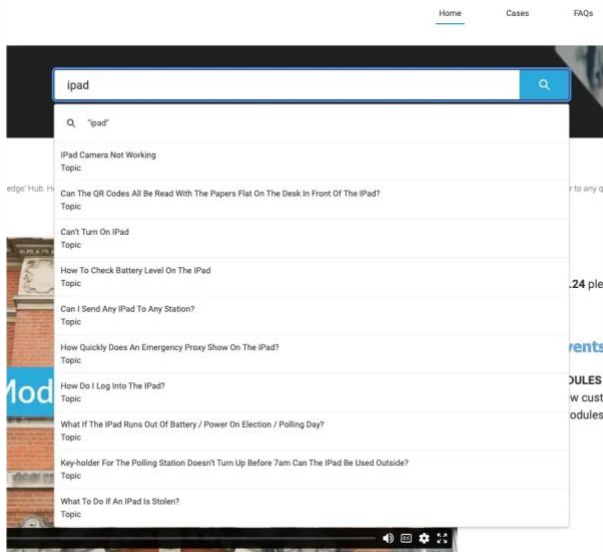 Home Cases FAQs
ipad
"ipad"
IPad Camera Not Working
Topic
edge' Hub. H
r to any q
Can The QR Codes All Be Read With The Papers Flat On The Desk In Front Of The IPad?
Topic
Can't Turn On IPad
Topic
How To Check Battery Level On The IPad
Topic
.24 ple
Can I Send Any IPad To Any Station?
Topic
How Quickly Does An Emergency Proxy Show On The IPad?
Topic
vents
How Do I Log Into The IPad?
Topic
Mod
DULES
w cust
odules
What If The IPad Runs Out Of Battery / Power On Election / Polling Day?
Topic
Key-holder For The Polling Station Doesn't Turn Up Before 7am Can The IPad Be Used Outside?
Topic
What To Do If An IPad Is Stolen?
Topic
CC